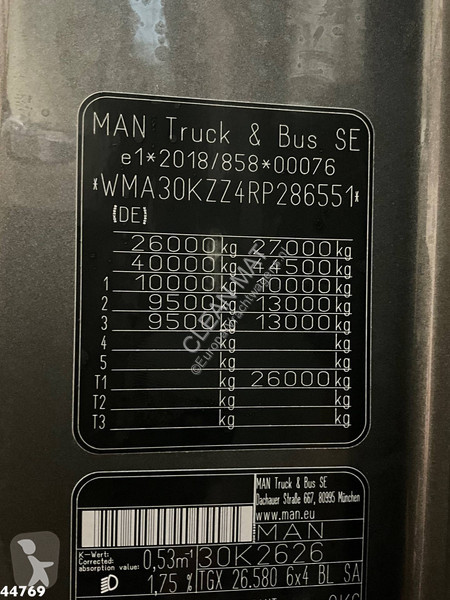 MAN Truck & Bus SE
e1*2018/858*00076
*WMA30KZZ4RP286551*
(DE)
26000 kg 27000 kg
40000 kg 44500 kg
1 10000 kg 10000 kg
2 9500 kg 13000 kg
3 9500 kg 13000 kg
4 kg kg
5 kg kg
T1 kg 26000 kg
T2 kg kg
T3 kg kg
CLEAN MAT
MAN Truck & Bus SE
Dachauer Straße 667, 80995 München
www.man.eu
MAN
K-Wert:
Corrected absorption value: 0,53 m-1
30K2626
1,75 %
TGX 26.580 6x4 BL SA
44769